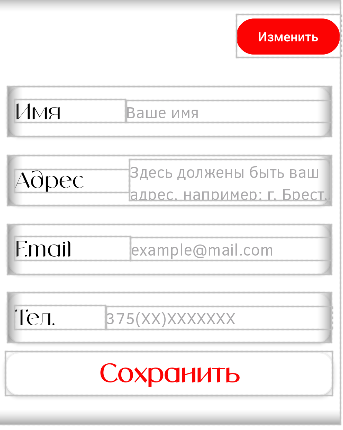 Изменить
Имя
Ваше имя
Адрес
Здесь должены быть ваш
адрес, например: г. Брест,
Email
example@mail.com
Тел.
375(XX)XXXXXXX
Сохранить